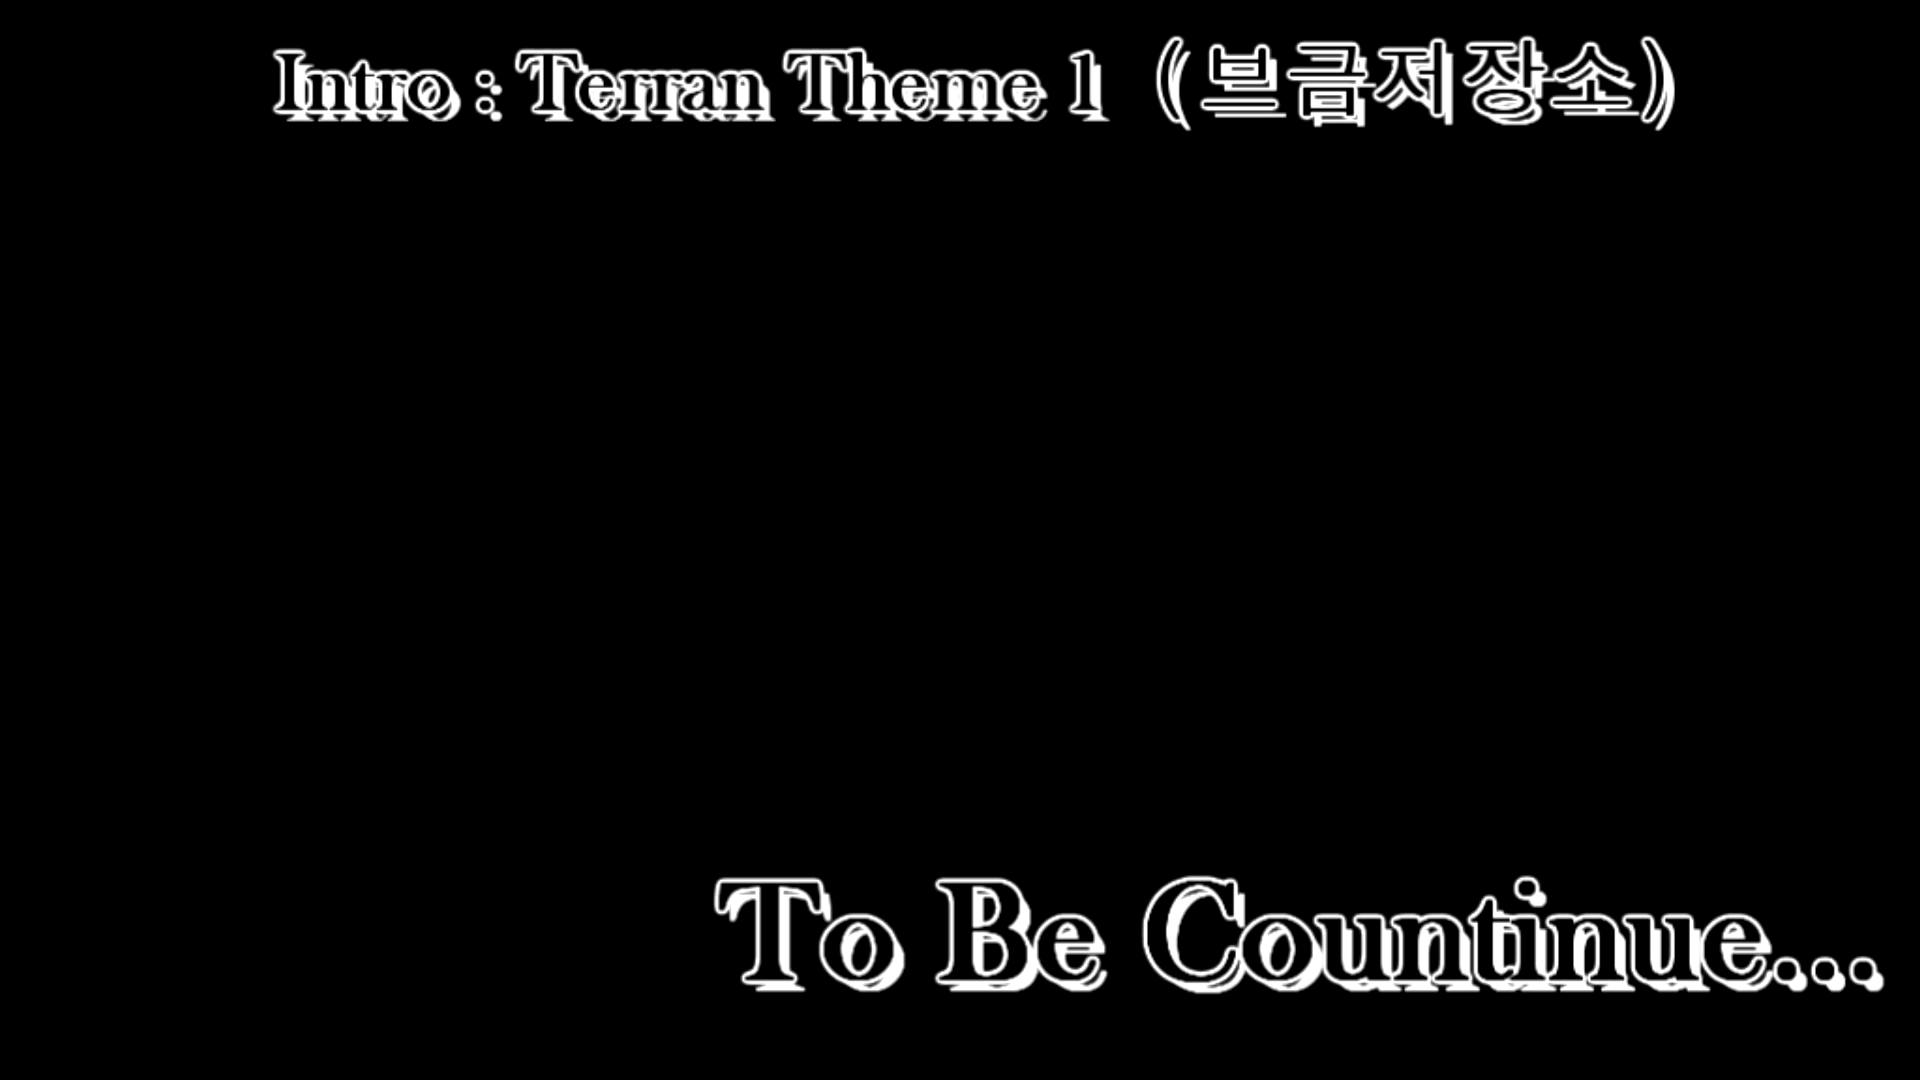 Intro : Terran Theme 1 (브금저장소)
To Be Countinue...